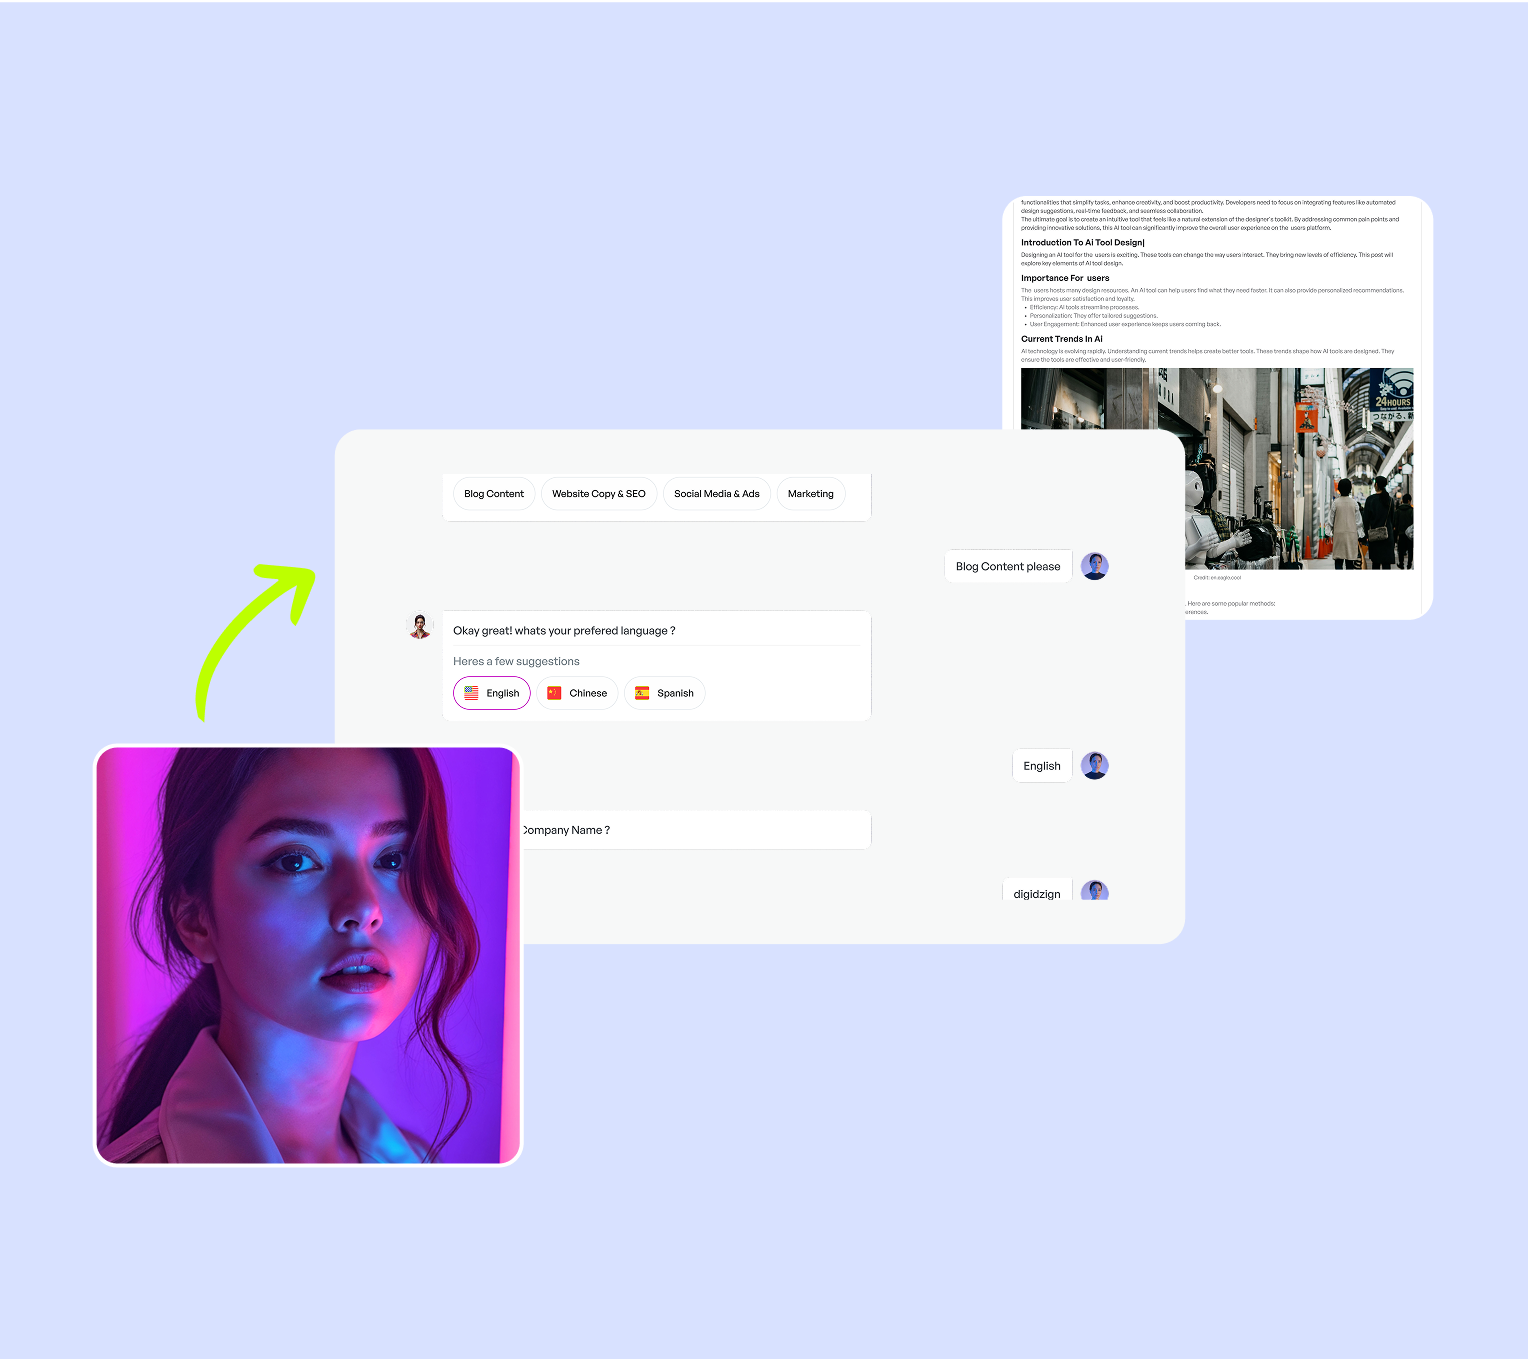 functionalities that simplify tasks, enhance creativity, and boost productivity. Developers need to focus on integrating features like automated
design suggestions, real-time feedback, and seamless collaboration.
The ultimate goal is to create an intuitive tool that feels like a natural extension of the designer's toolkit. By addressing common pain points and
providing innovative solutions, this AI tool can significantly improve the overall user experience on the users platform.
Introduction To Ai Tool Design|
Designing an AI tool for the users is exciting. These tools can change the way users interact. They bring new levels of efficiency. This post will
explore key elements of AI tool design.
Importance For users
The users hosts many design resources. An AI tool can help users find what they need faster. It can also provide personalized recommendations.
This improves user satisfaction and loyalty.
• Efficiency: AI tools streamline processes.
• Personalization: They offer tailored suggestions.
• User Engagement: Enhanced user experience keeps users coming back.
Current Trends In Ai
AI technology is evolving rapidly. Understanding current trends helps create better tools. These trends shape how AI tools are designed. They
ensure the tools are effective and user-friendly.
24HOURS
つながる、新
Credit: en.eagle.cool
. Here are some popular methods:
erences.
Blog Content Website Copy & SEO Social Media & Ads Marketing
Blog Content please
Okay great! whats your prefered language ?
Heres a few suggestions
English Chinese Spanish
English
Company Name ?
digidzign